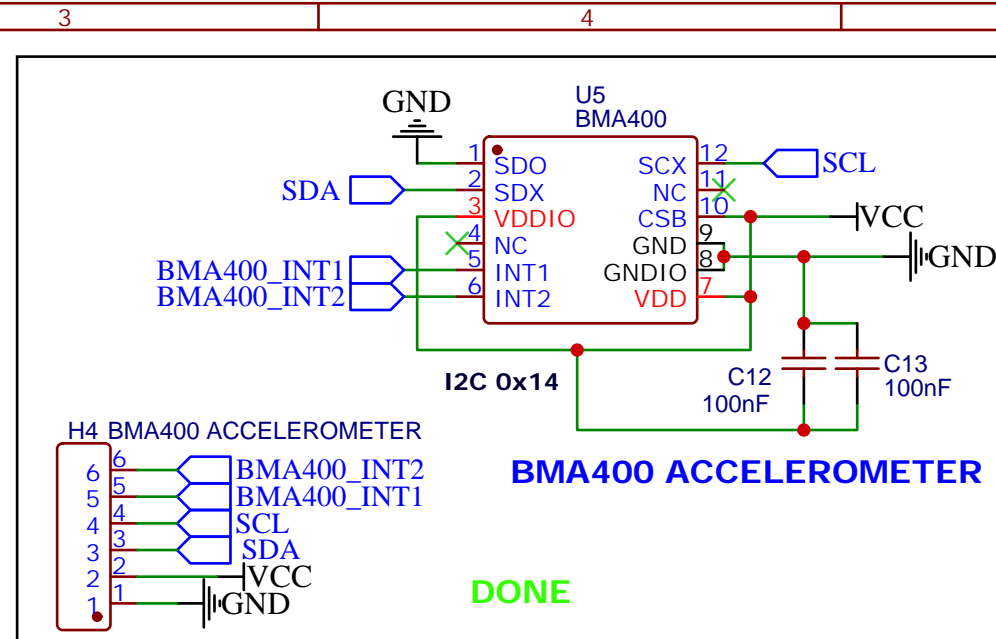 3
4
GND
U5
BMA400
1
SDO
SCX
12
SCL
SDA
2
SDX
NC
11
3
VDDIO
CSB
10
VCC
4
NC
GND
9
BMA400_INT1
5
INT1
GNDIO
8
GND
BMA400_INT2
6
INT2
VDD
7
I2C 0x14
C12
100nF
C13
100nF
H4 BMA400 ACCELEROMETER
BMA400 ACCELEROMETER
6
6
BMA400_INT2
5
5
BMA400_INT1
4
4
SCL
3
3
SDA
2
2
VCC
1
1
GND
DONE